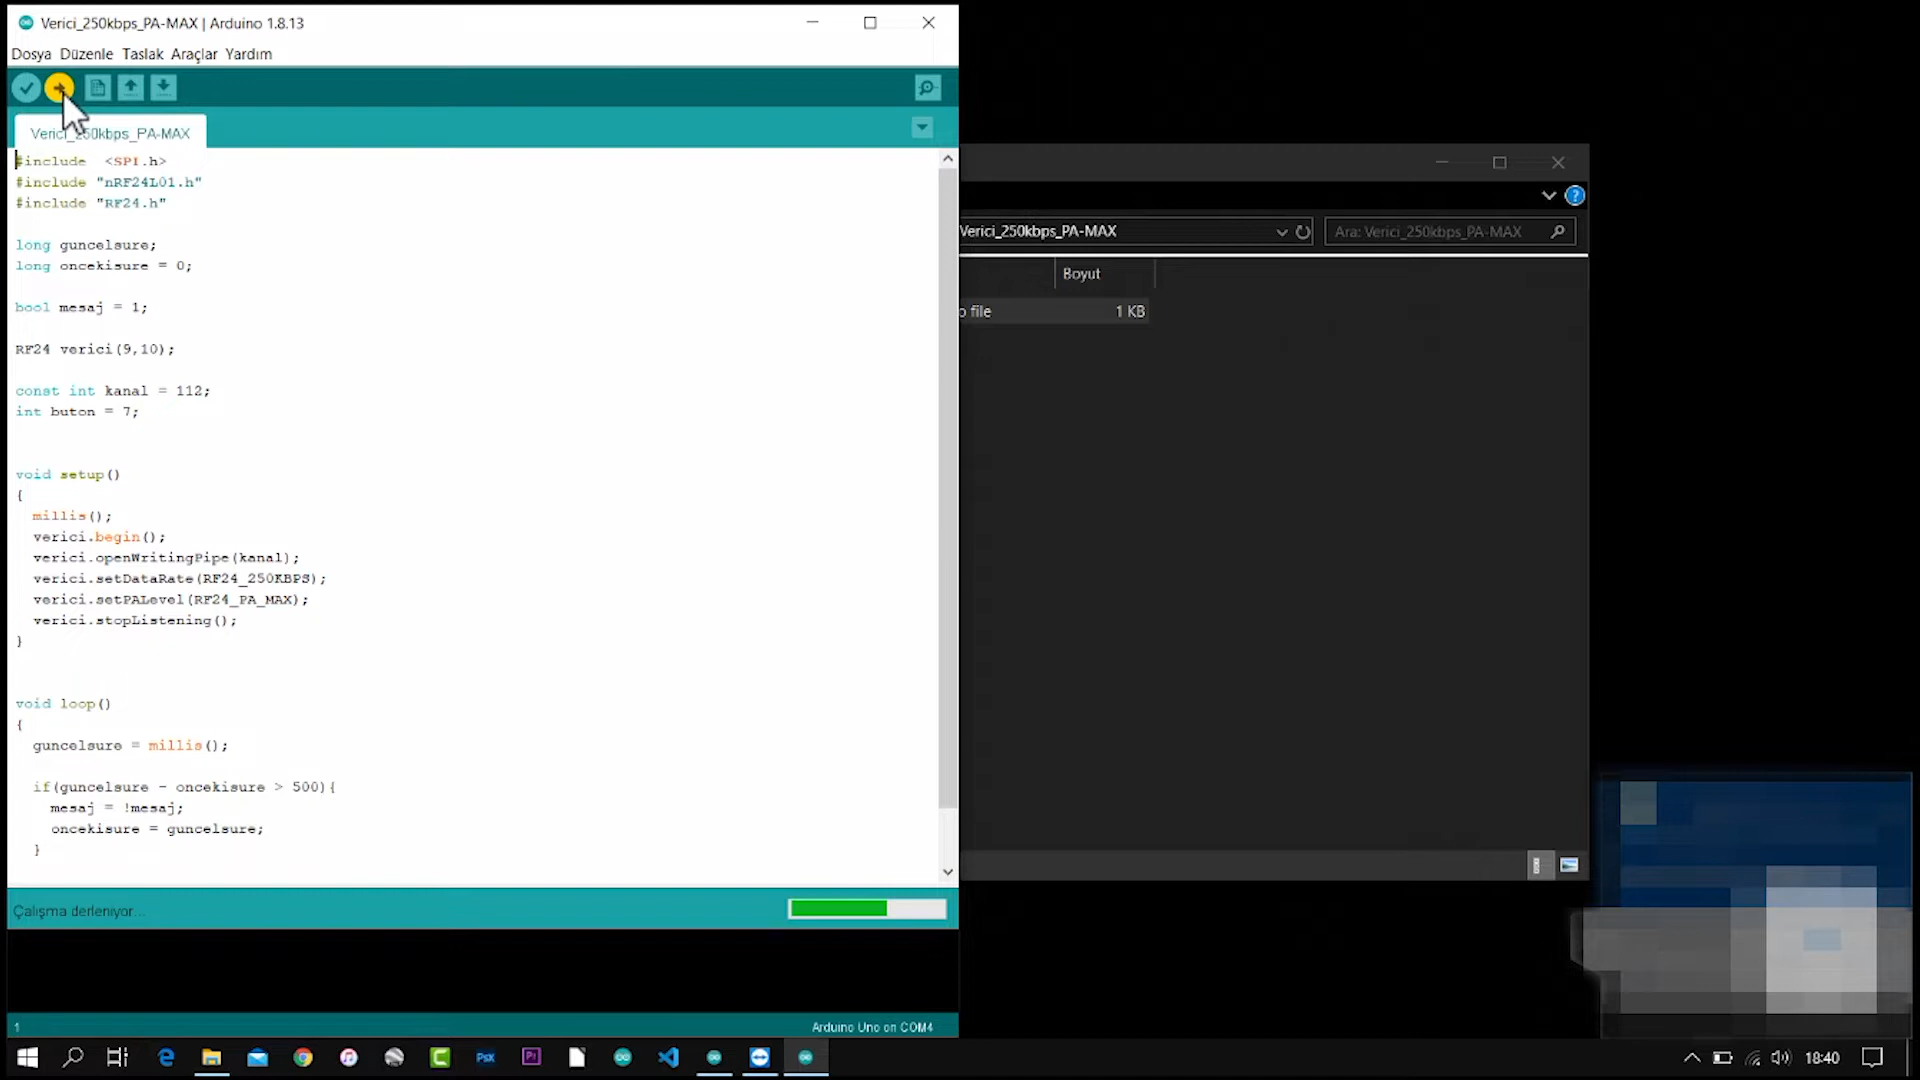 Verici_250kbps_PA-MAX | Arduino 1.8.13
Dosya Düzenle Taslak Araçlar Yardım
Verici_250kbps_PA-MAX
#include  <SPI.h>
#include "nRF24L01.h"
#include "RF24.h"
long guncelsure;
long oncekisure = 0;
bool mesaj = 1;
RF24 verici(9,10);
const int kanal = 112;
int buton = 7;
void setup()
{
millis();
verici.begin();
verici.openWritingPipe(kanal);
verici.setDataRate(RF24_250KBPS);
verici.setPALevel(RF24_PA_MAX);
verici.stopListening();
}
void loop()
{
guncelsure = millis();
if(guncelsure - oncekisure > 500){
mesaj = !mesaj;
oncekisure = guncelsure;
}
Çalışma derleniyor...
1
Arduino Uno on COM4
Verici_250kbps_PA-MAX
Ara: Verici_250kbps_PA-MAX
Boyut
o file
1 KB
Psx
Pr
18:40